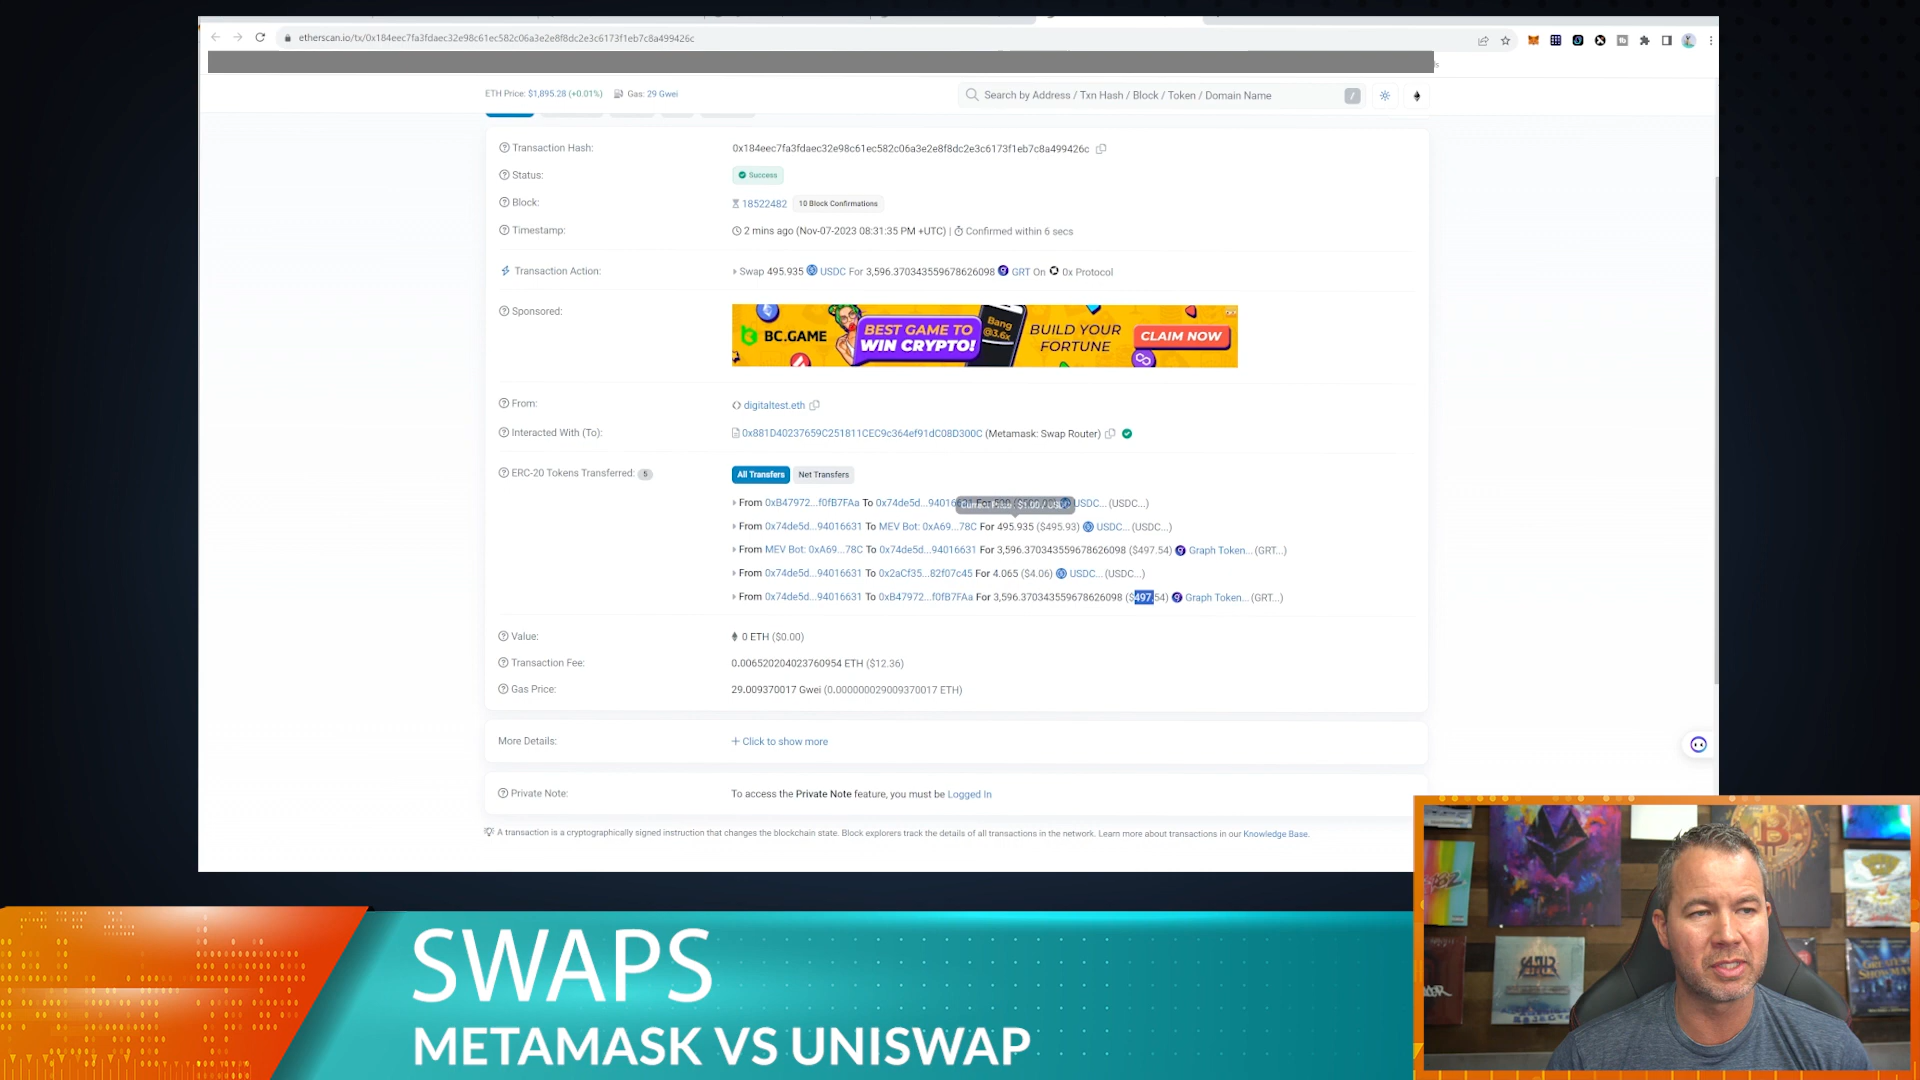 etherscan.io/tx/0x184eec7fa3fdaec32e98c61ec582c06a3e2e8f8dc2e3c6173f1eb7c8a499426c
ETH Price: $1,895.28 (+0.01%) Gas: 29 Gwei
Search by Address / Txn Hash / Block / Token / Domain Name /
Transaction Hash: 0x184eec7fa3fdaec32e98c61ec582c06a3e2e8f8dc2e3c6173f1eb7c8a499426c
Status: Success
Block: 18522482 10 Block Confirmations
Timestamp: 2 mins ago (Nov-07-2023 08:31:35 PM +UTC) | Confirmed within 6 secs
Transaction Action: Swap 495.935 USDC For 3,596.370343559678626098 GRT On 0x Protocol
Sponsored:
BC.GAME BEST GAME TO WIN CRYPTO! Bang @3.6x BUILD YOUR FORTUNE CLAIM NOW
From: digitaltest.eth
Interacted With (To): 0x881D40237659C251811CEC9c364ef91dC08D300C (Metamask: Swap Router)
ERC-20 Tokens Transferred: 5 All Transfers Net Transfers
From 0xB47972...f0fB7FAa To 0x74de5d...94016631 For 500 USDC... (USDC...)
Current Price : $1.00 /
From 0x74de5d...94016631 To MEV Bot: 0xA69...78C For 495.935 ($495.93) USDC... (USDC...)
From MEV Bot: 0xA69...78C To 0x74de5d...94016631 For 3,596.370343559678626098 ($497.54) Graph Token... (GRT...)
From 0x74de5d...94016631 To 0x2aCf35...82f07c45 For 4.065 ($4.06) USDC... (USDC...)
From 0x74de5d...94016631 To 0xB47972...f0fB7FAa For 3,596.370343559678626098 ($497.54) Graph Token... (GRT...)
Value: 0 ETH ($0.00)
Transaction Fee: 0.006520204023760954 ETH ($12.36)
Gas Price: 29.009370017 Gwei (0.000000029009370017 ETH)
More Details: + Click to show more
Private Note: To access the Private Note feature, you must be Logged In
A transaction is a cryptographically signed instruction that changes the blockchain state. Block explorers track the details of all transactions in the network. Learn more about transactions in our Knowledge Base.
SWAPS
METAMASK VS UNISWAP